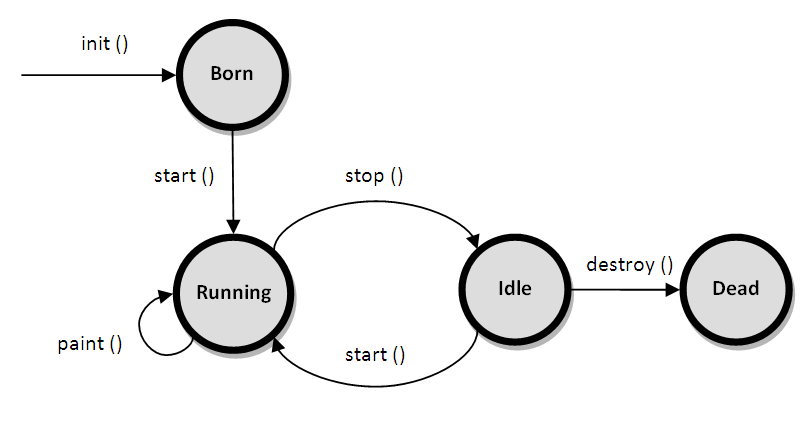 init ()
Born
start ()
stop ()
Running
Idle
destroy ()
Dead
paint ()
start ()